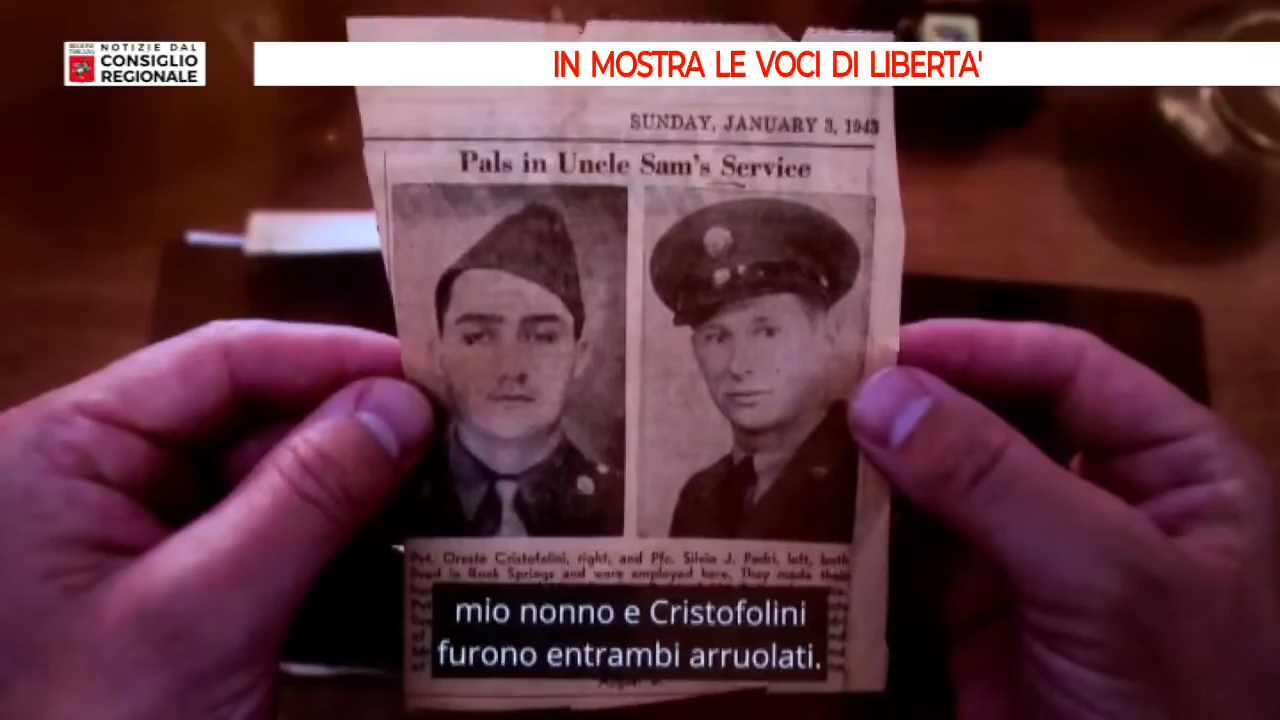 NOTIZIE DAL
CONSIGLIO
REGIONALE
IN MOSTRA LE VOCI DI LIBERTA'
SUNDAY, JANUARY 3, 1943
Pals in Uncle Sam's Service
Pvt. Oreste Cristofolini, right, and Pfc. Silvio J. Pedri, left, both
lived in Rock Springs and were employed here. They made their
mio nonno e Cristofolini
furono entrambi arruolati.